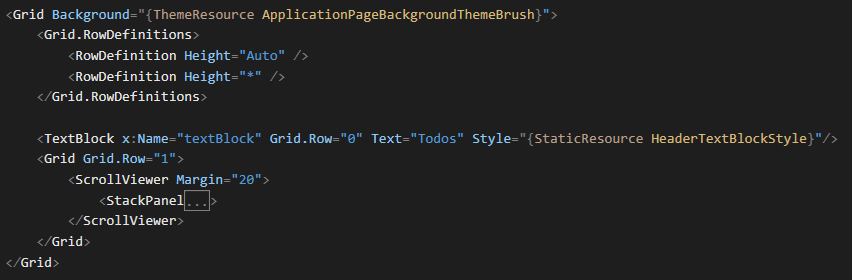 <Grid Background="{ThemeResource ApplicationPageBackgroundThemeBrush}">
<Grid.RowDefinitions>
<RowDefinition Height="Auto" />
<RowDefinition Height="*" />
</Grid.RowDefinitions>
<TextBlock x:Name="textBlock" Grid.Row="0" Text="Todos" Style="{StaticResource HeaderTextBlockStyle}"/>
<Grid Grid.Row="1">
<ScrollViewer Margin="20">
<StackPanel...>
</ScrollViewer>
</Grid>
</Grid>